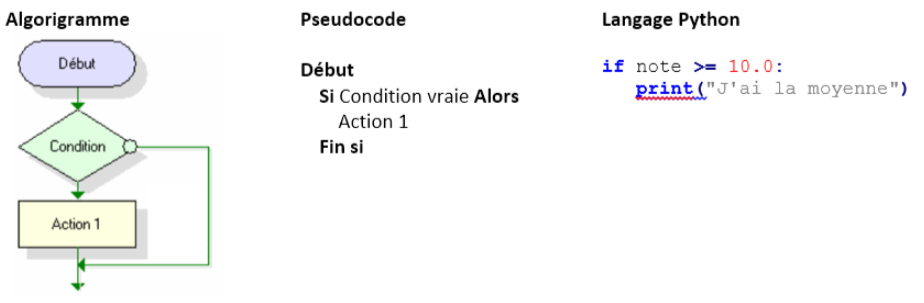 Algorigramme
Début
Condition
Action 1
Pseudocode
Début
Si Condition vraie Alors
Action 1
Fin si
Langage Python
if note >= 10.0:
print("J'ai la moyenne")